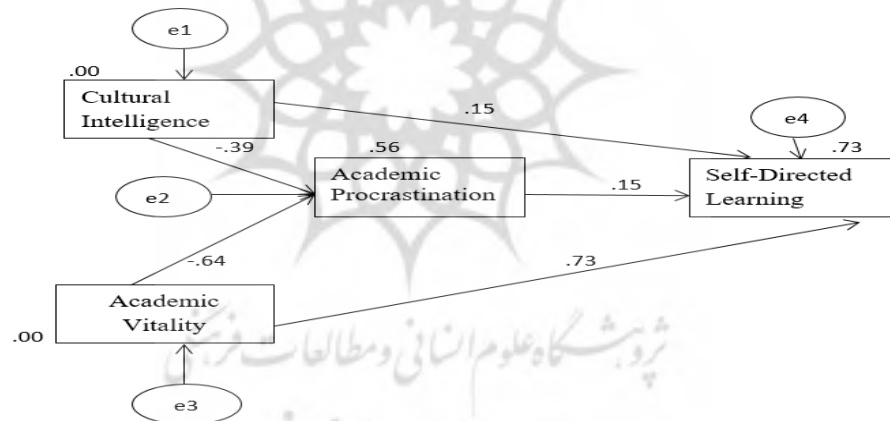 e1
.00
Cultural
Intelligence
.15
e4
-.39
.56
.73
Academic
Procrastination
Self-Directed
Learning
e2
.15
-.64
.73
Academic
Vitality
.00
پژوهشگاه علوم انسانی و مطالعات فرهنگی
e3